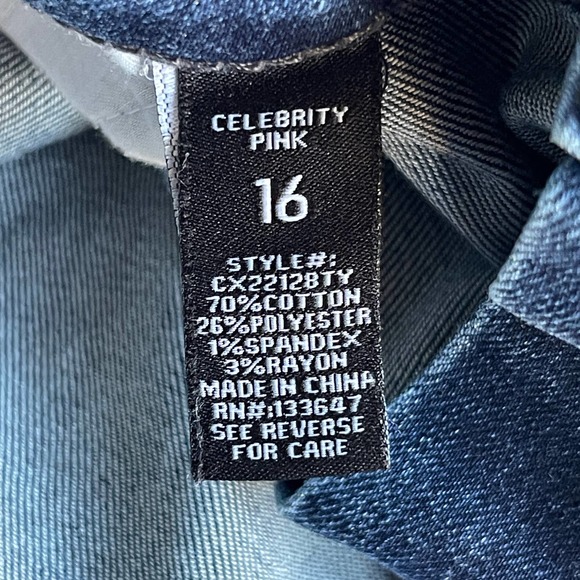 CELEBRITY
PINK
16
STYLE#:
CX22128TY
70%COTTON
26%POLYESTER
1%SPANDEX
3%RAYON
MADE IN CHINA
RN#:133647
SEE REVERSE
FOR CARE